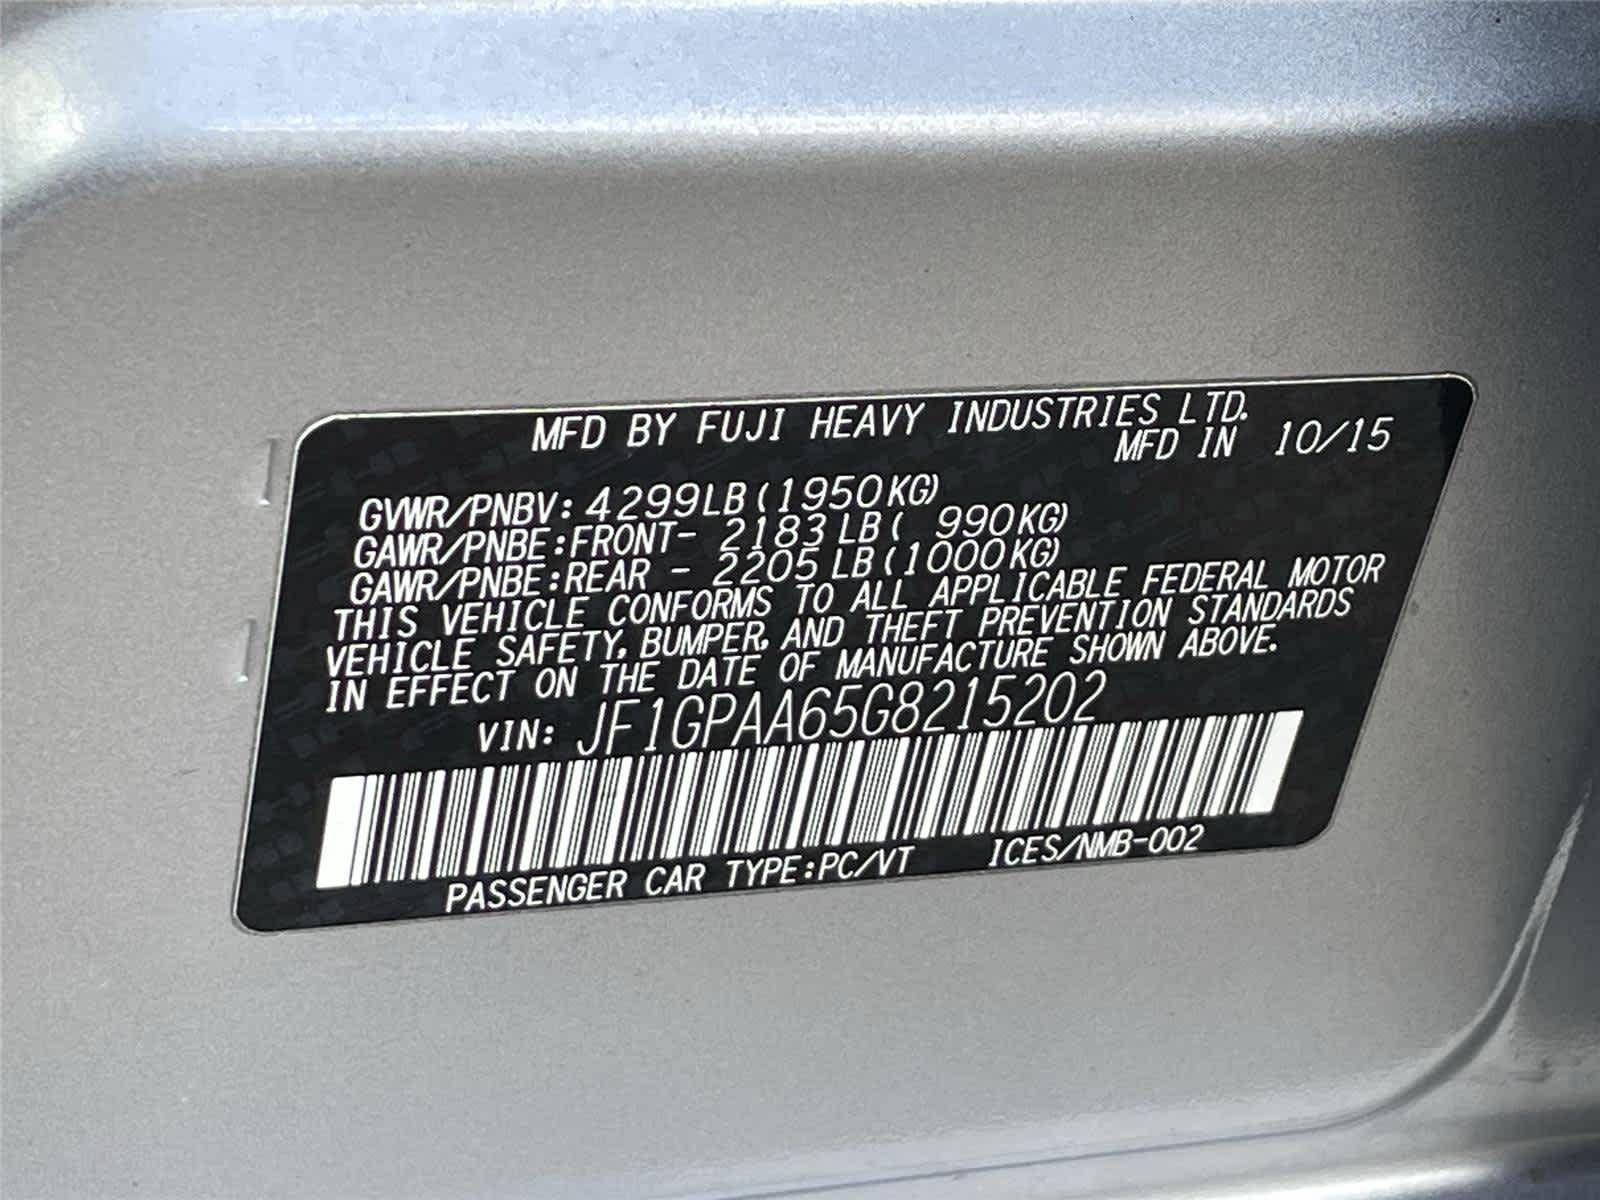 MFD BY FUJI HEAVY INDUSTRIES LTD.
MFD IN 10/15
GVWR/PNBV: 4299LB(1950KG)
GAWR/PNBE:FRONT- 2183LB( 990KG)
GAWR/PNBE:REAR - 2205LB(1000KG)
THIS VEHICLE CONFORMS TO ALL APPLICABLE FEDERAL MOTOR
VEHICLE SAFETY, BUMPER, AND THEFT PREVENTION STANDARDS
IN EFFECT ON THE DATE OF MANUFACTURE SHOWN ABOVE.
VIN: JF1GPAA65G8215202
PASSENGER CAR TYPE:PC/VT ICES/NMB-002